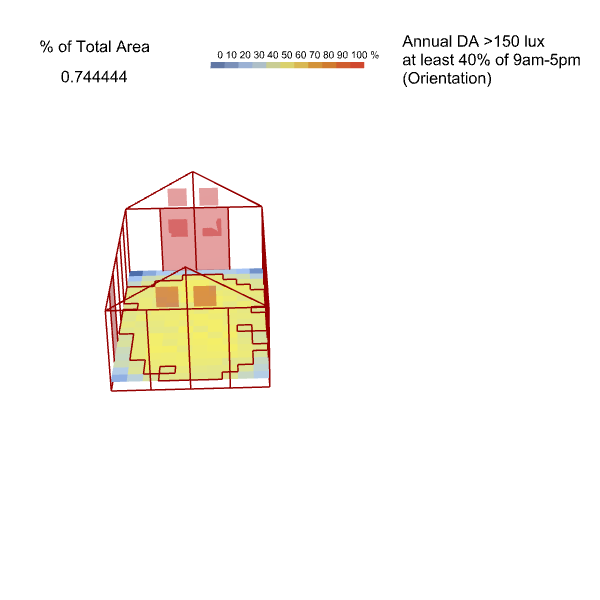 % of Total Area
0.744444
0 10 20 30 40 50 60 70 80 90 100 %
Annual DA >150 lux
at least 40% of 9am-5pm
(Orientation)